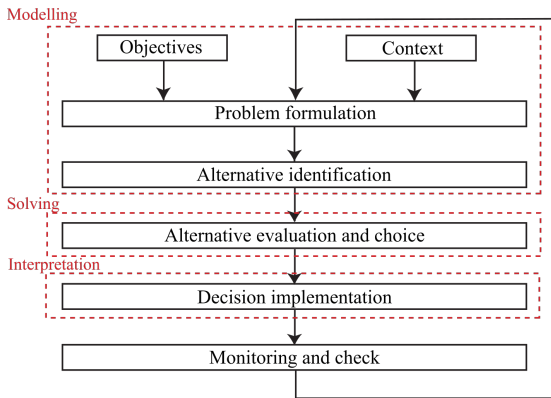 Modelling
Objectives
Context
Problem formulation
Alternative identification
Solving
Alternative evaluation and choice
Interpretation
Decision implementation
Monitoring and check